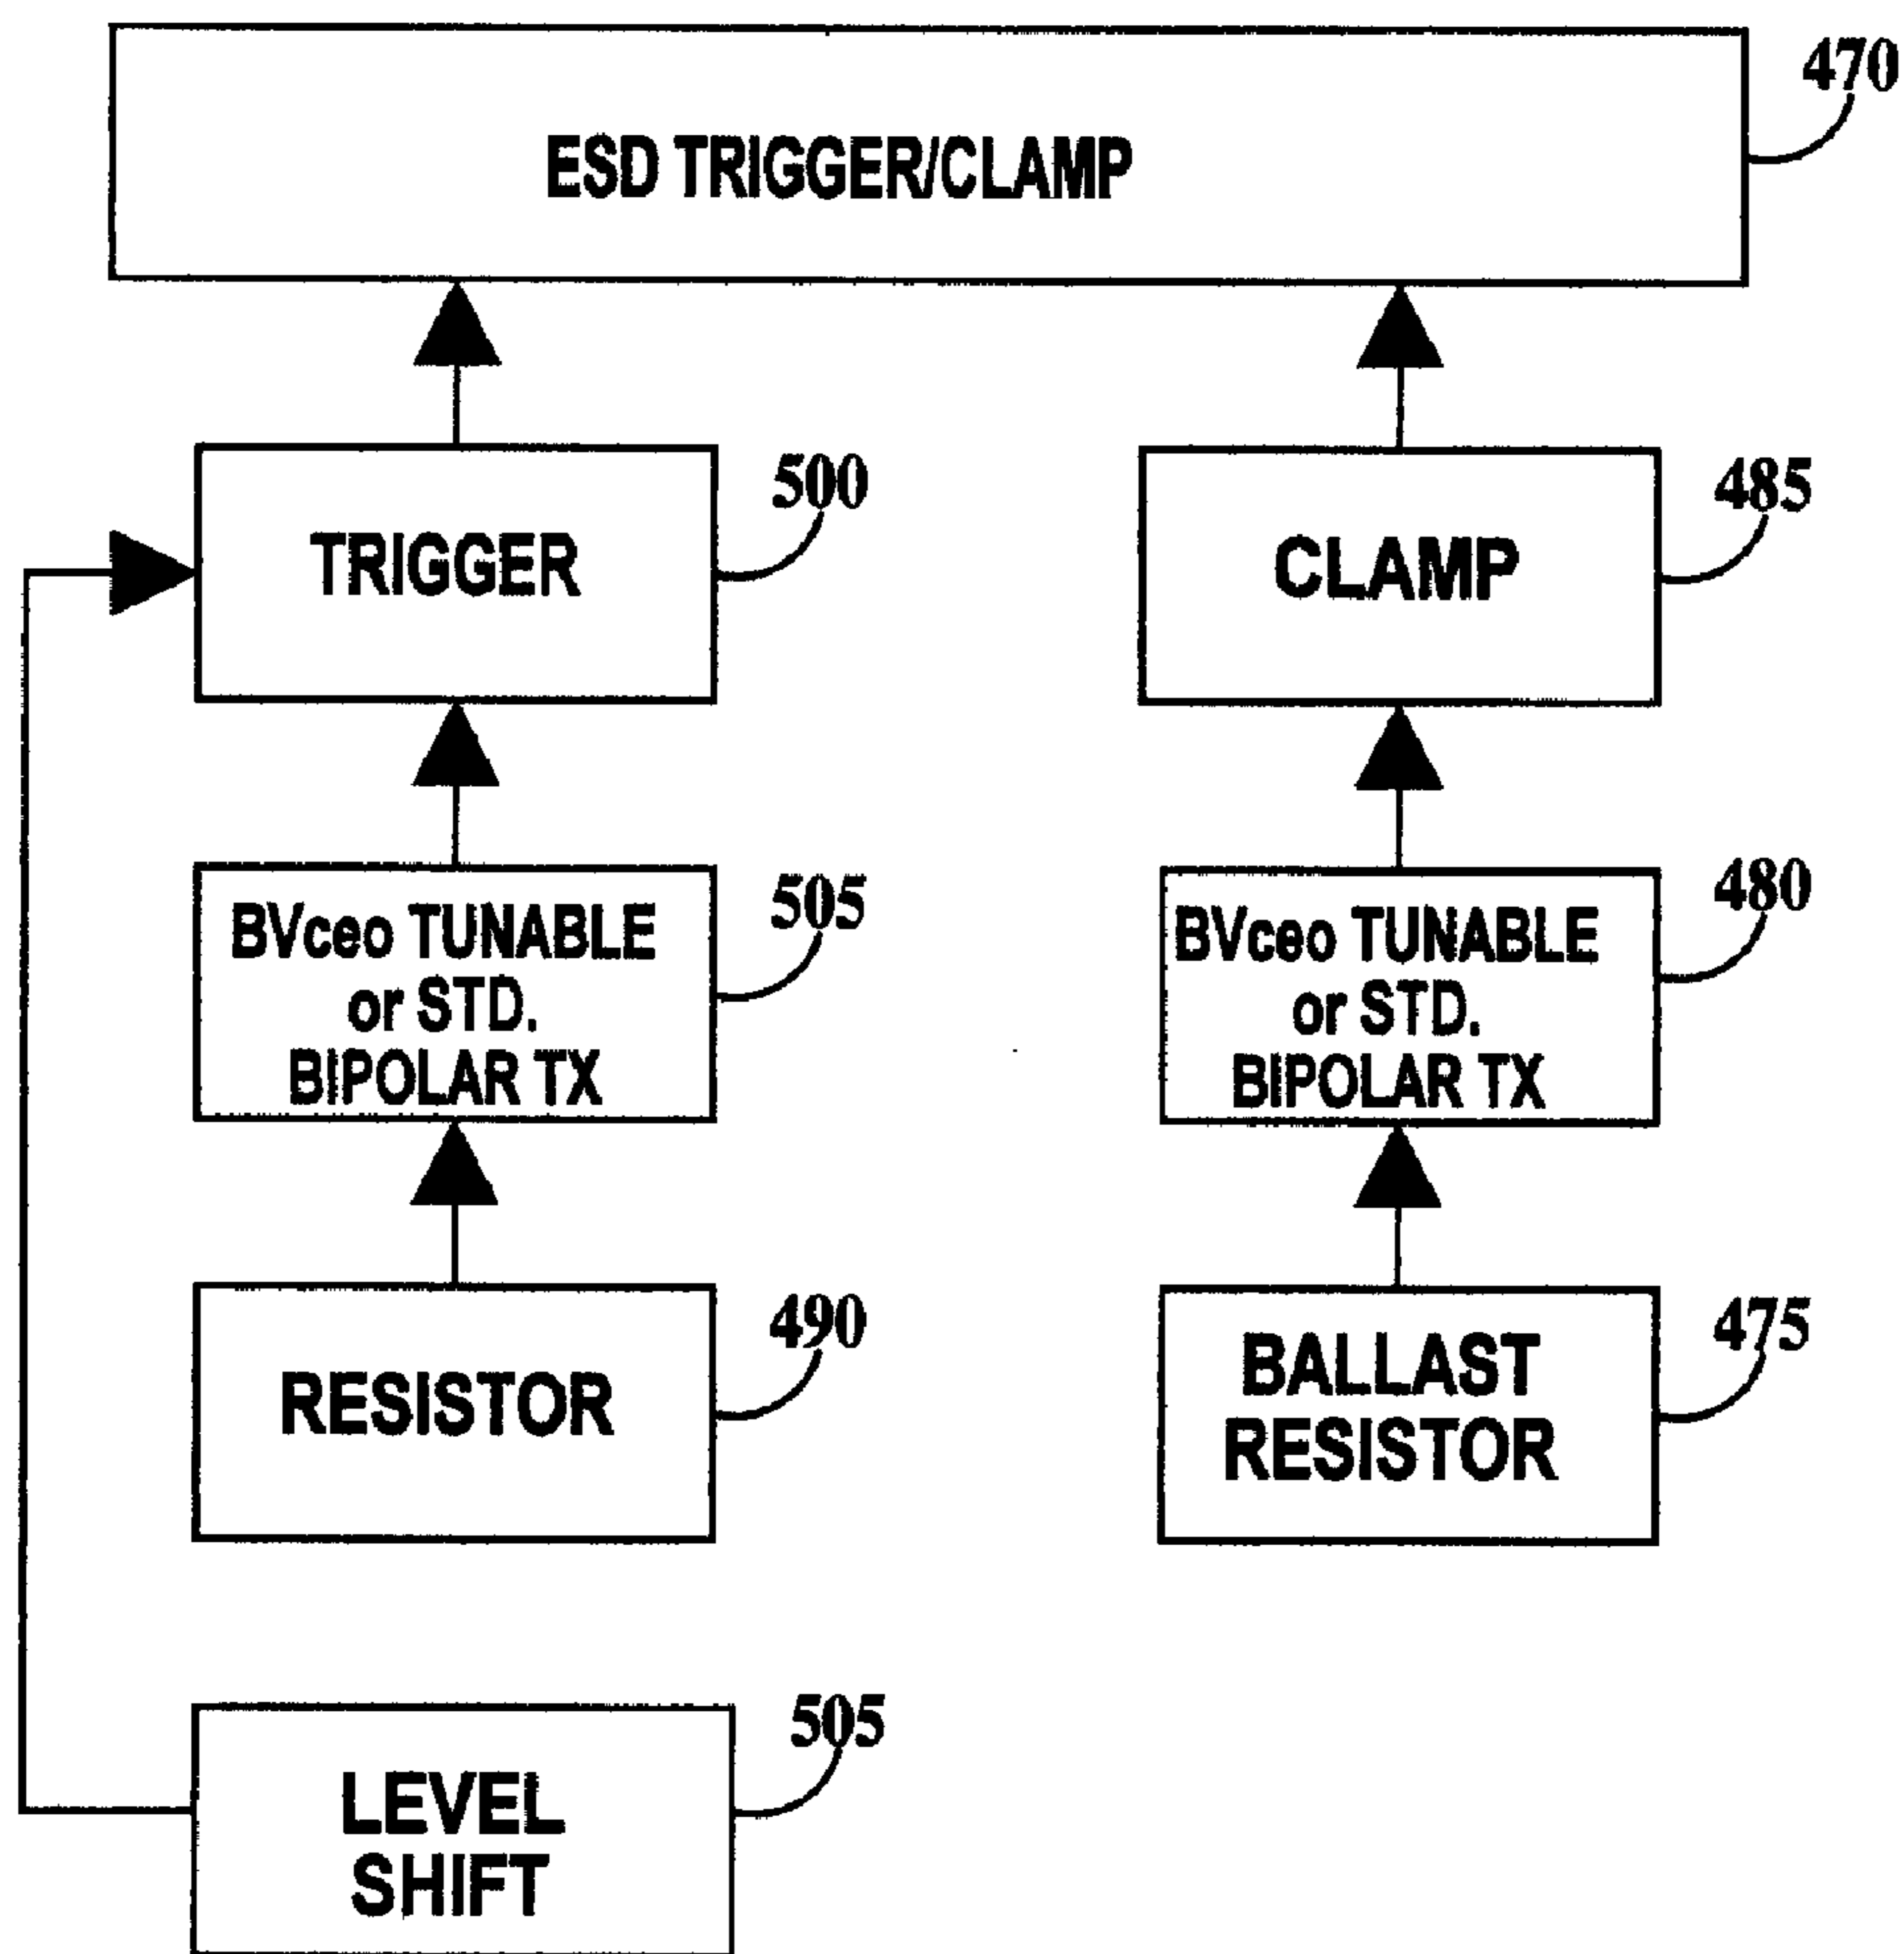 470
ESD TRIGGER/CLAMP
500
TRIGGER
485
CLAMP
505
BVceo TUNABLE
or STD.
BIPOLAR TX
480
BVceo TUNABLE
or STD.
BIPOLAR TX
490
RESISTOR
475
BALLAST
RESISTOR
505
LEVEL
SHIFT